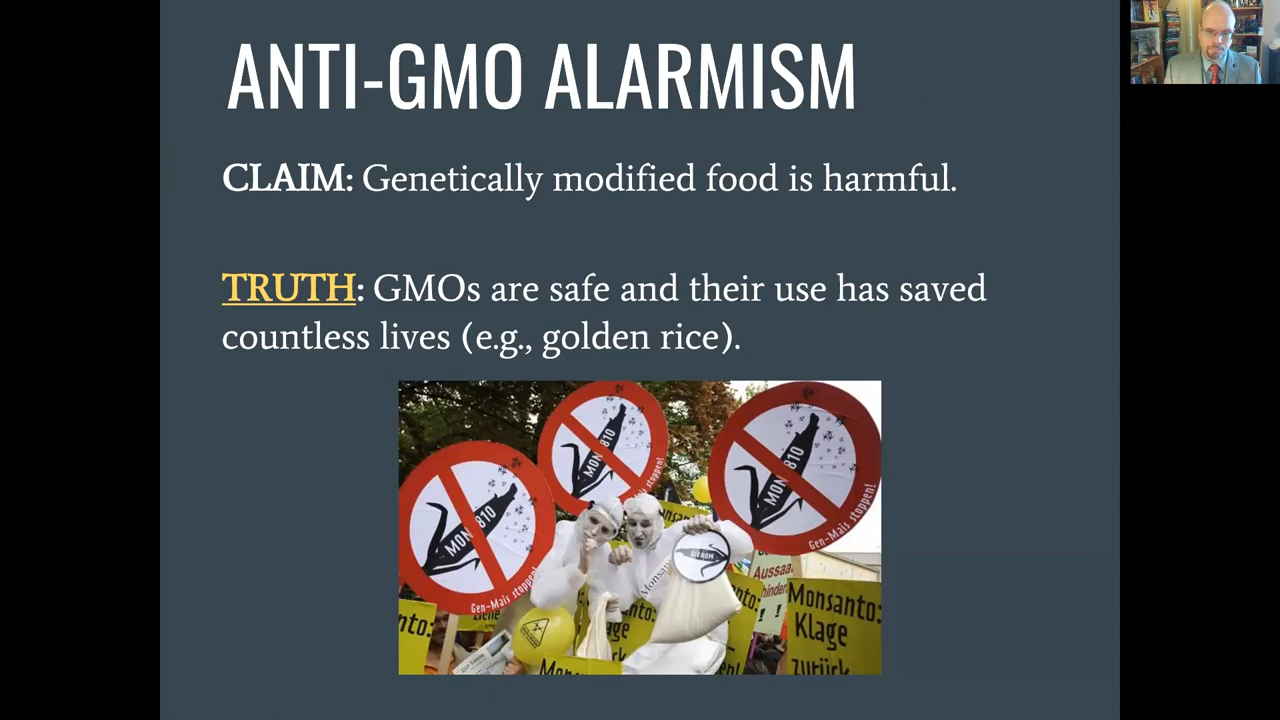 ANTI-GMO ALARMISM
CLAIM: Genetically modified food is harmful.
TRUTH: GMOs are safe and their use has saved
countless lives (e.g., golden rice).
MON 810
Gen-Mais stoppen!
MON 810
Mais stoppen!
MON 810
Gen-Mais stoppen!
Monsanto
Aussaat
Monsanto:
Klage
zurück